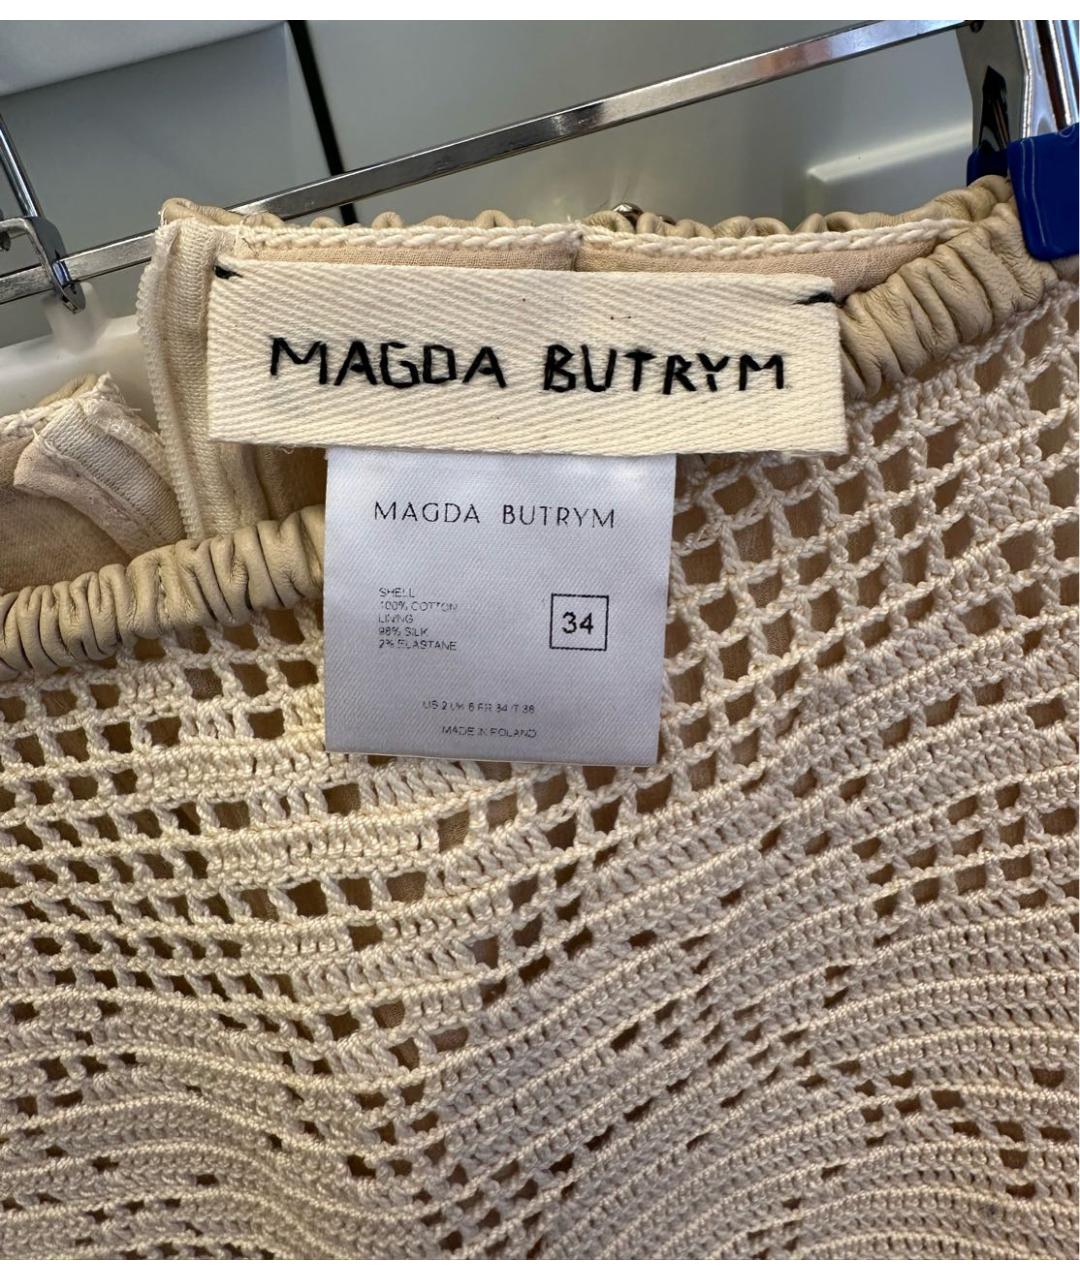 MAGDA BUTRYM
MAGDA BUTRYM
SHELL
100% COTTON
LINING
98% SILK
2% ELASTANE
34
US 2 UK 6 FR 34 IT 38
MADE IN POLAND